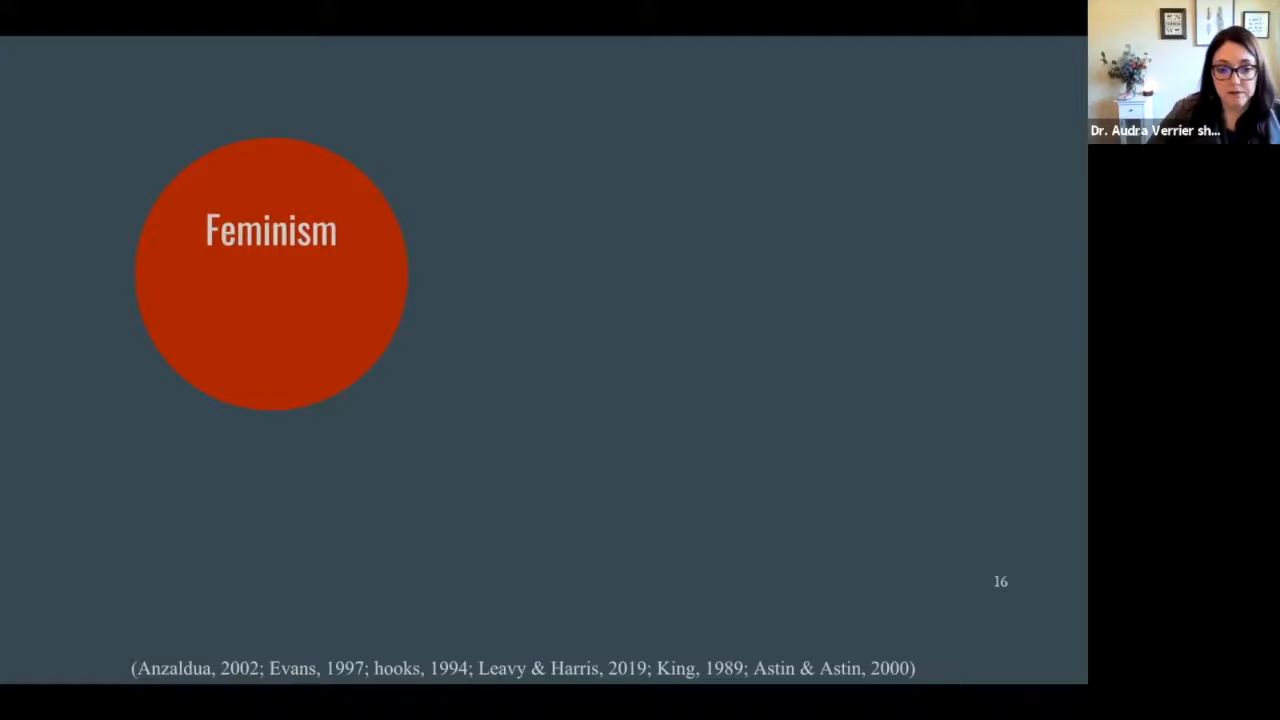 Dr. Audra Verrier sh...
Feminism
16
(Anzaldua, 2002; Evans, 1997; hooks, 1994; Leavy & Harris, 2019; King, 1989; Astin & Astin, 2000)